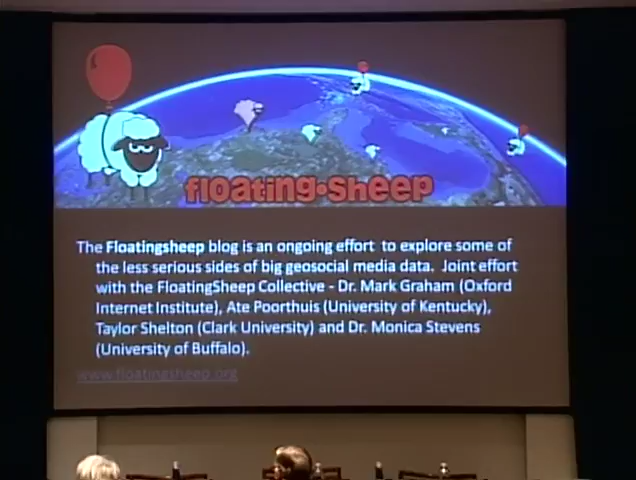 floating•sheep
The Floatingsheep blog is an ongoing effort to explore some of
the less serious sides of big geosocial media data. Joint effort
with the FloatingSheep Collective - Dr. Mark Graham (Oxford
Internet Institute), Ate Poorthuis (University of Kentucky),
Taylor Shelton (Clark University) and Dr. Monica Stevens
(University of Buffalo).
www.floatingsheep.org